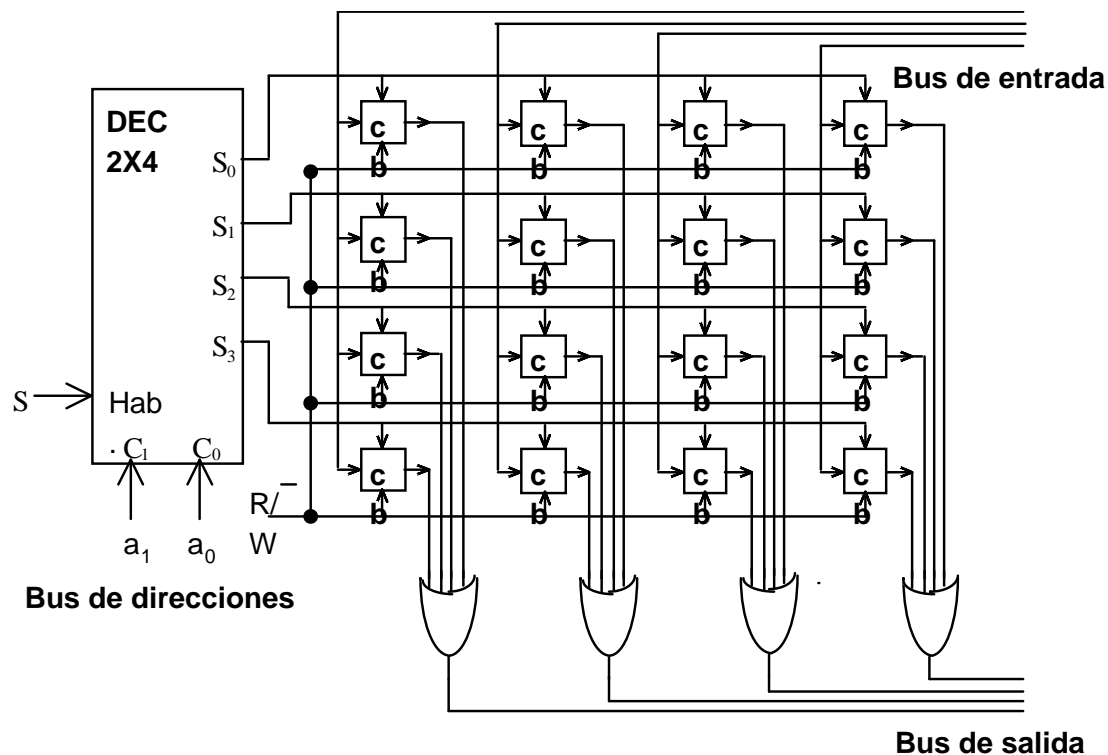 Bus de entrada
DEC
2X4
S₀
c c c c
b b b b
S₁
c c c c
S₂
b b b b
c c c c
S₃
S
Hab
b b b b
. C₁ C₀
c c c c
R/‾
W
b b b b
a₁ a₀
Bus de direcciones
Bus de salida